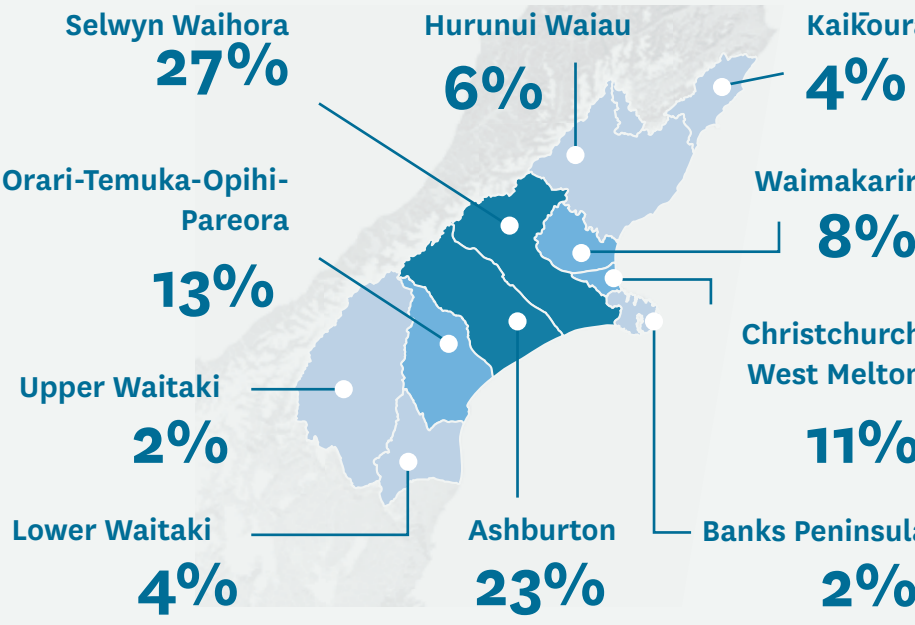 Selwyn Waihora
27%
Hurunui Waiau
6%
Kaikōura
4%
Orari-Temuka-Opihi-
Pareora
13%
Waimakarir
8%
Christchurch
West Melton
11%
Upper Waitaki
2%
Lower Waitaki
4%
Ashburton
23%
Banks Peninsula
2%